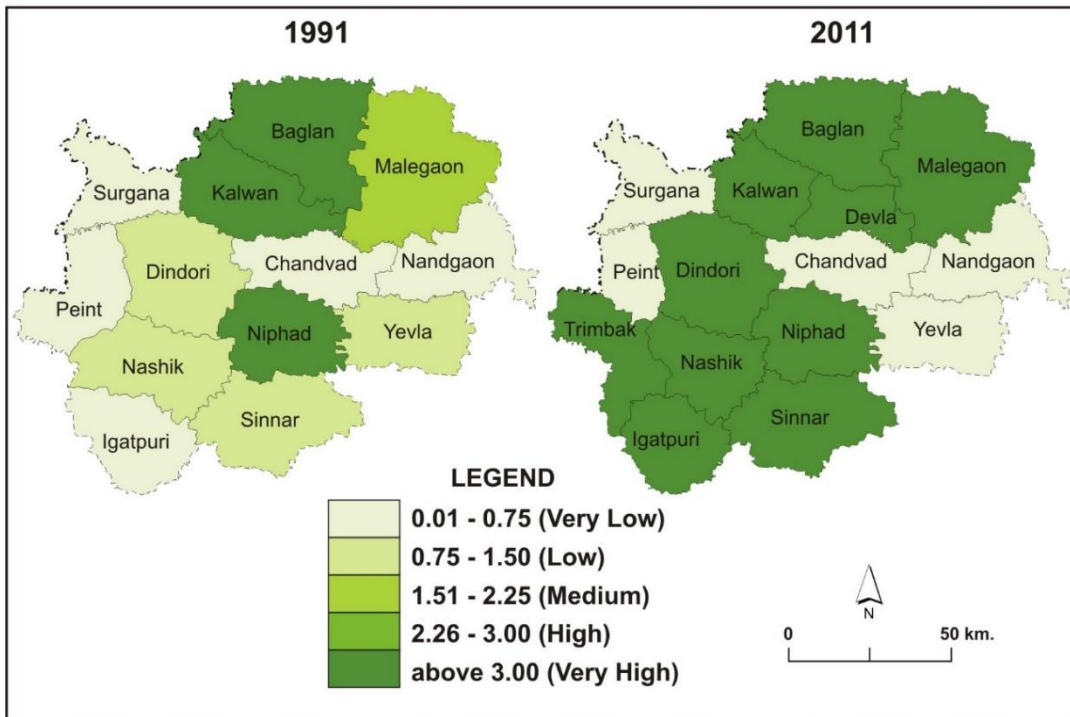 1991
2011
Baglan
Malegaon
Surgana
Kalwan
Dindori
Chandvad
Nandgaon
Peint
Niphad
Yevla
Nashik
Sinnar
Igatpuri
Baglan
Malegaon
Surgana
Kalwan
Devla
Peint
Dindori
Chandvad
Nandgaon
Trimbak
Niphad
Yevla
Nashik
Sinnar
Igatpuri
LEGEND
0.01 - 0.75 (Very Low)
0.75 - 1.50 (Low)
1.51 - 2.25 (Medium)
2.26 - 3.00 (High)
above 3.00 (Very High)
N
0 50 km.